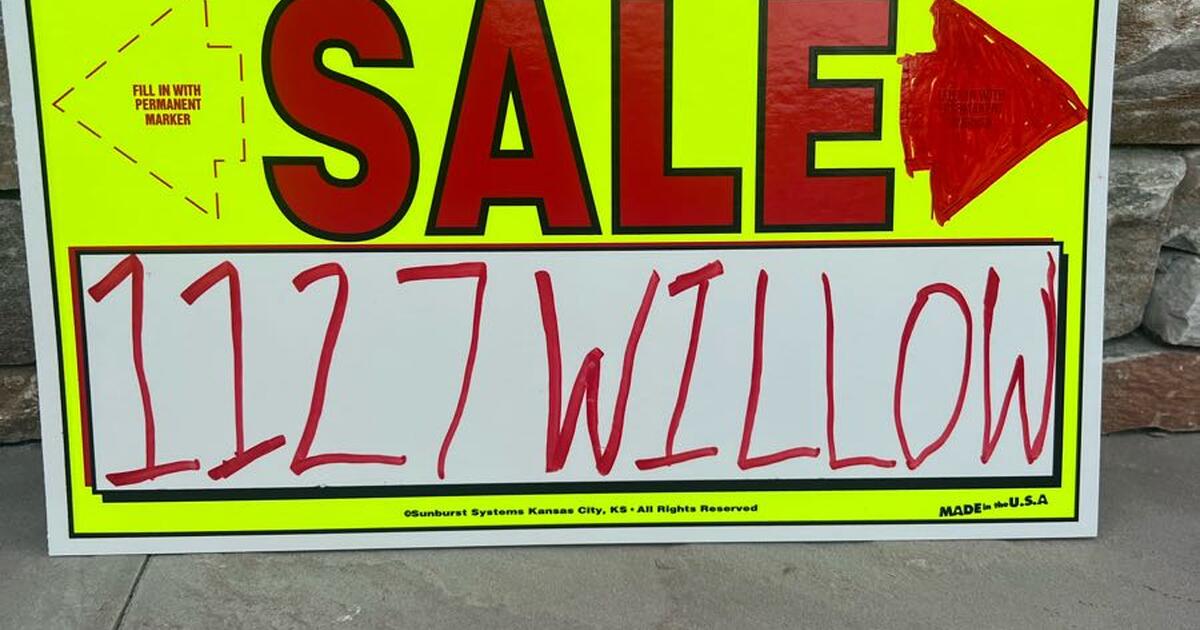 SALE
FILL IN WITH
PERMANENT
MARKER
1127 WILLOW
©Sunburst Systems Kansas City, KS • All Rights Reserved
MADE in the U.S.A